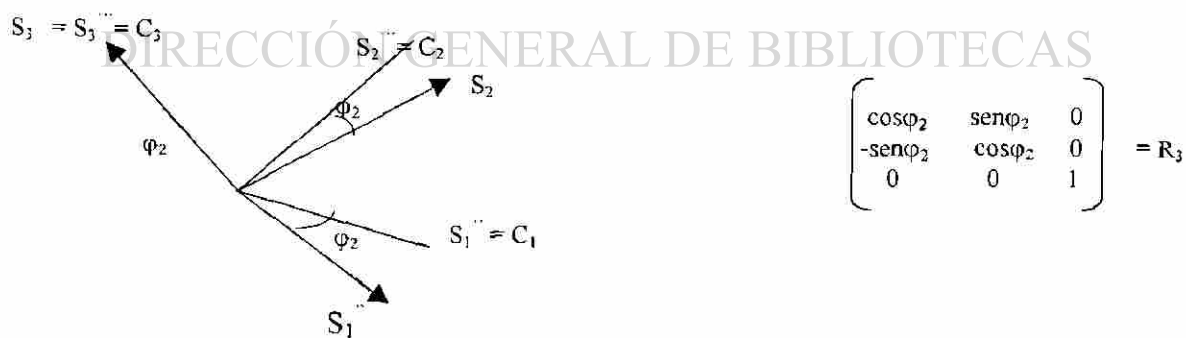 S₃ = S₃''' = C₃
DIRECCIÓN GENERAL DE BIBLIOTECAS
S₂''' = C₂
S₂
φ₂
φ₂
cosφ₂ senφ₂ 0
-senφ₂ cosφ₂ 0 = R₃
0 0 1
S₁''' = C₁
φ₂
S₁''